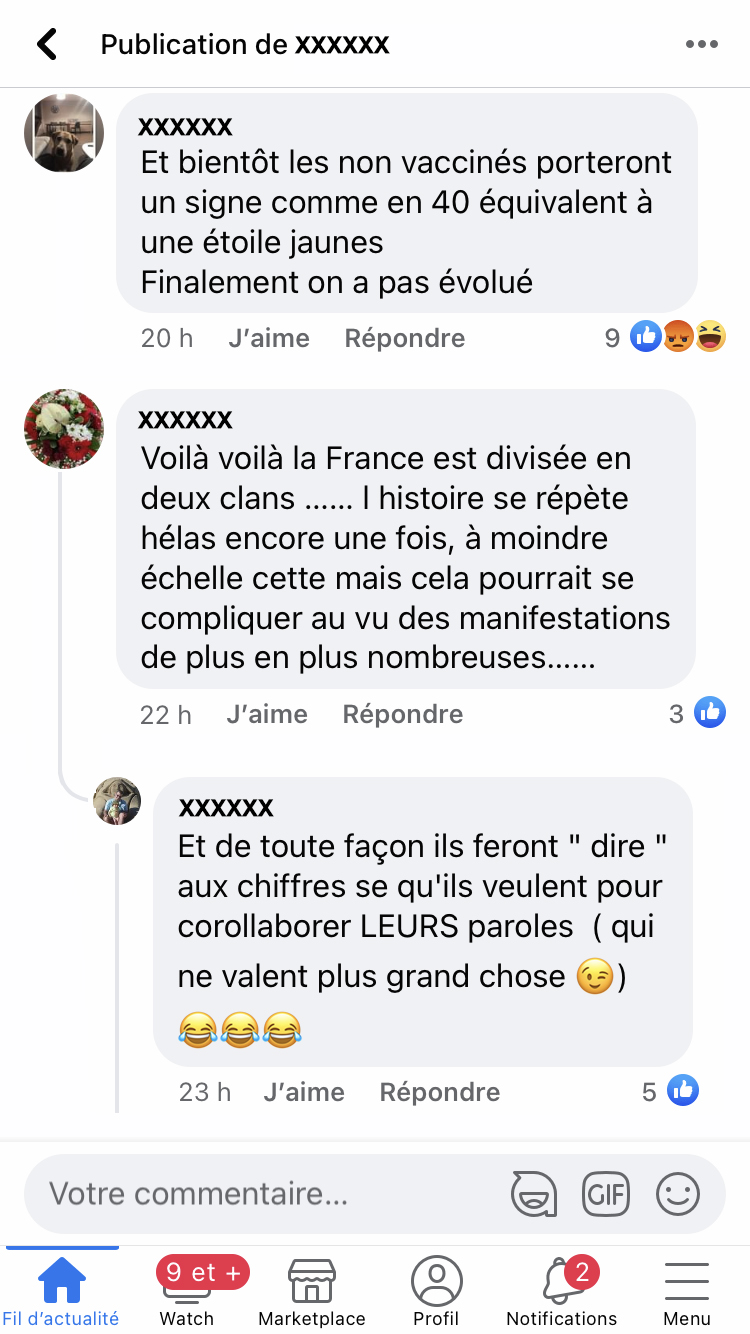 Publication de xxxxxx
xxxxxx
Et bientôt les non vaccinés porteront
un signe comme en 40 équivalent à
une étoile jaunes
Finalement on a pas évolué
20 h J'aime Répondre 9
xxxxxx
Voilà voilà la France est divisée en
deux clans ...... l histoire se répète
hélas encore une fois, à moindre
échelle cette mais cela pourrait se
compliquer au vu des manifestations
de plus en plus nombreuses......
22 h J'aime Répondre 3
xxxxxx
Et de toute façon ils feront " dire "
aux chiffres se qu'ils veulent pour
corollaborer LEURS paroles ( qui
ne valent plus grand chose 😉)
😂😂😂
23 h J'aime Répondre 5
Votre commentaire... GIF
9 et + 2
Fil d'actualité Watch Marketplace Profil Notifications Menu